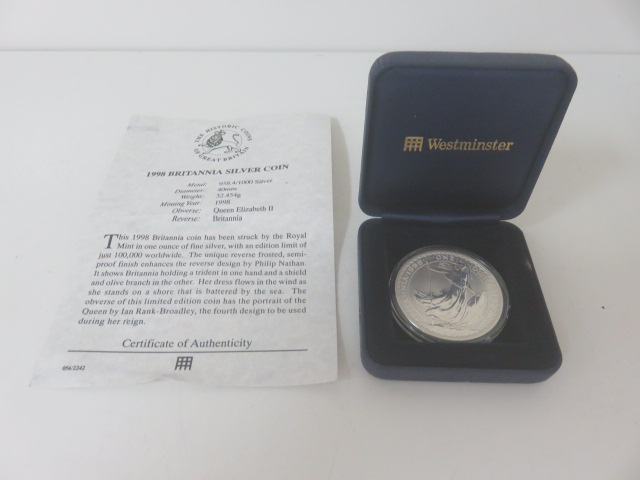 THE HISTORIC COINS
OF GREAT BRITAIN
1998 BRITANNIA SILVER COIN
Metal: 958.4/1000 Silver
Diameter: 40mm
Weight: 32.454g
Minting Year: 1998
Obverse: Queen Elizabeth II
Reverse: Britannia
This 1998 Britannia coin has been struck by the Royal
Mint in one ounce of fine silver, with an edition limit of
just 100,000 worldwide. The unique reverse frosted, semi-
proof finish enhances the reverse design by Philip Nathan.
It shows Britannia holding a trident in one hand and a shield
and olive branch in the other. Her dress flows in the wind as
she stands on a shore that is battered by the sea. The
obverse of this limited edition coin has the portrait of the
Queen by Ian Rank-Broadley, the fourth design to be used
during her reign.
Certificate of Authenticity
056/2242
Westminster
ONE